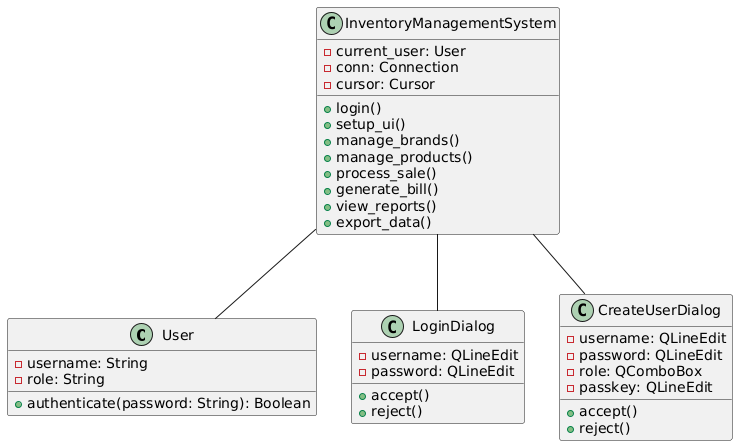 C InventoryManagementSystem
current_user: User
conn: Connection
cursor: Cursor
login()
setup_ui()
manage_brands()
manage_products()
process_sale()
generate_bill()
view_reports()
export_data()
C User
username: String
role: String
authenticate(password: String): Boolean
C LoginDialog
username: QLineEdit
password: QLineEdit
accept()
reject()
C CreateUserDialog
username: QLineEdit
password: QLineEdit
role: QComboBox
passkey: QLineEdit
accept()
reject()